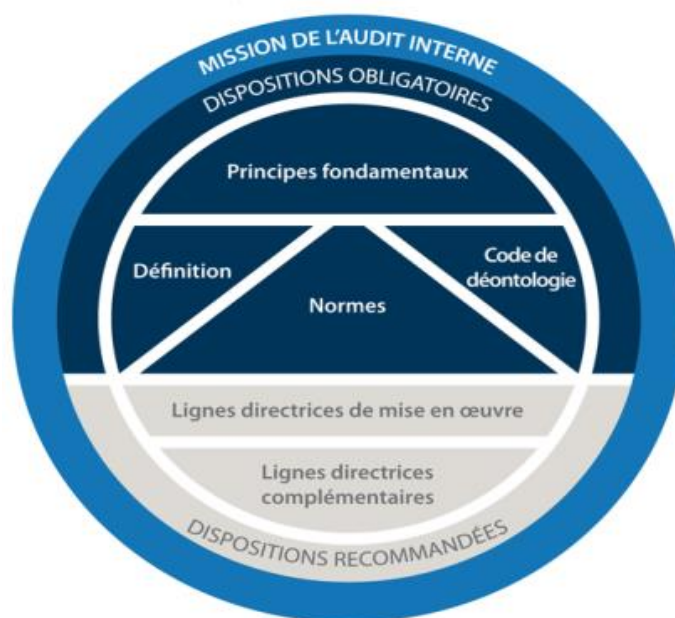 MISSION DE L'AUDIT INTERNE
DISPOSITIONS OBLIGATOIRES
Principes fondamentaux
Définition
Code de
déontologie
Normes
Lignes directrices de mise en œuvre
Lignes directrices
complémentaires
DISPOSITIONS RECOMMANDÉES